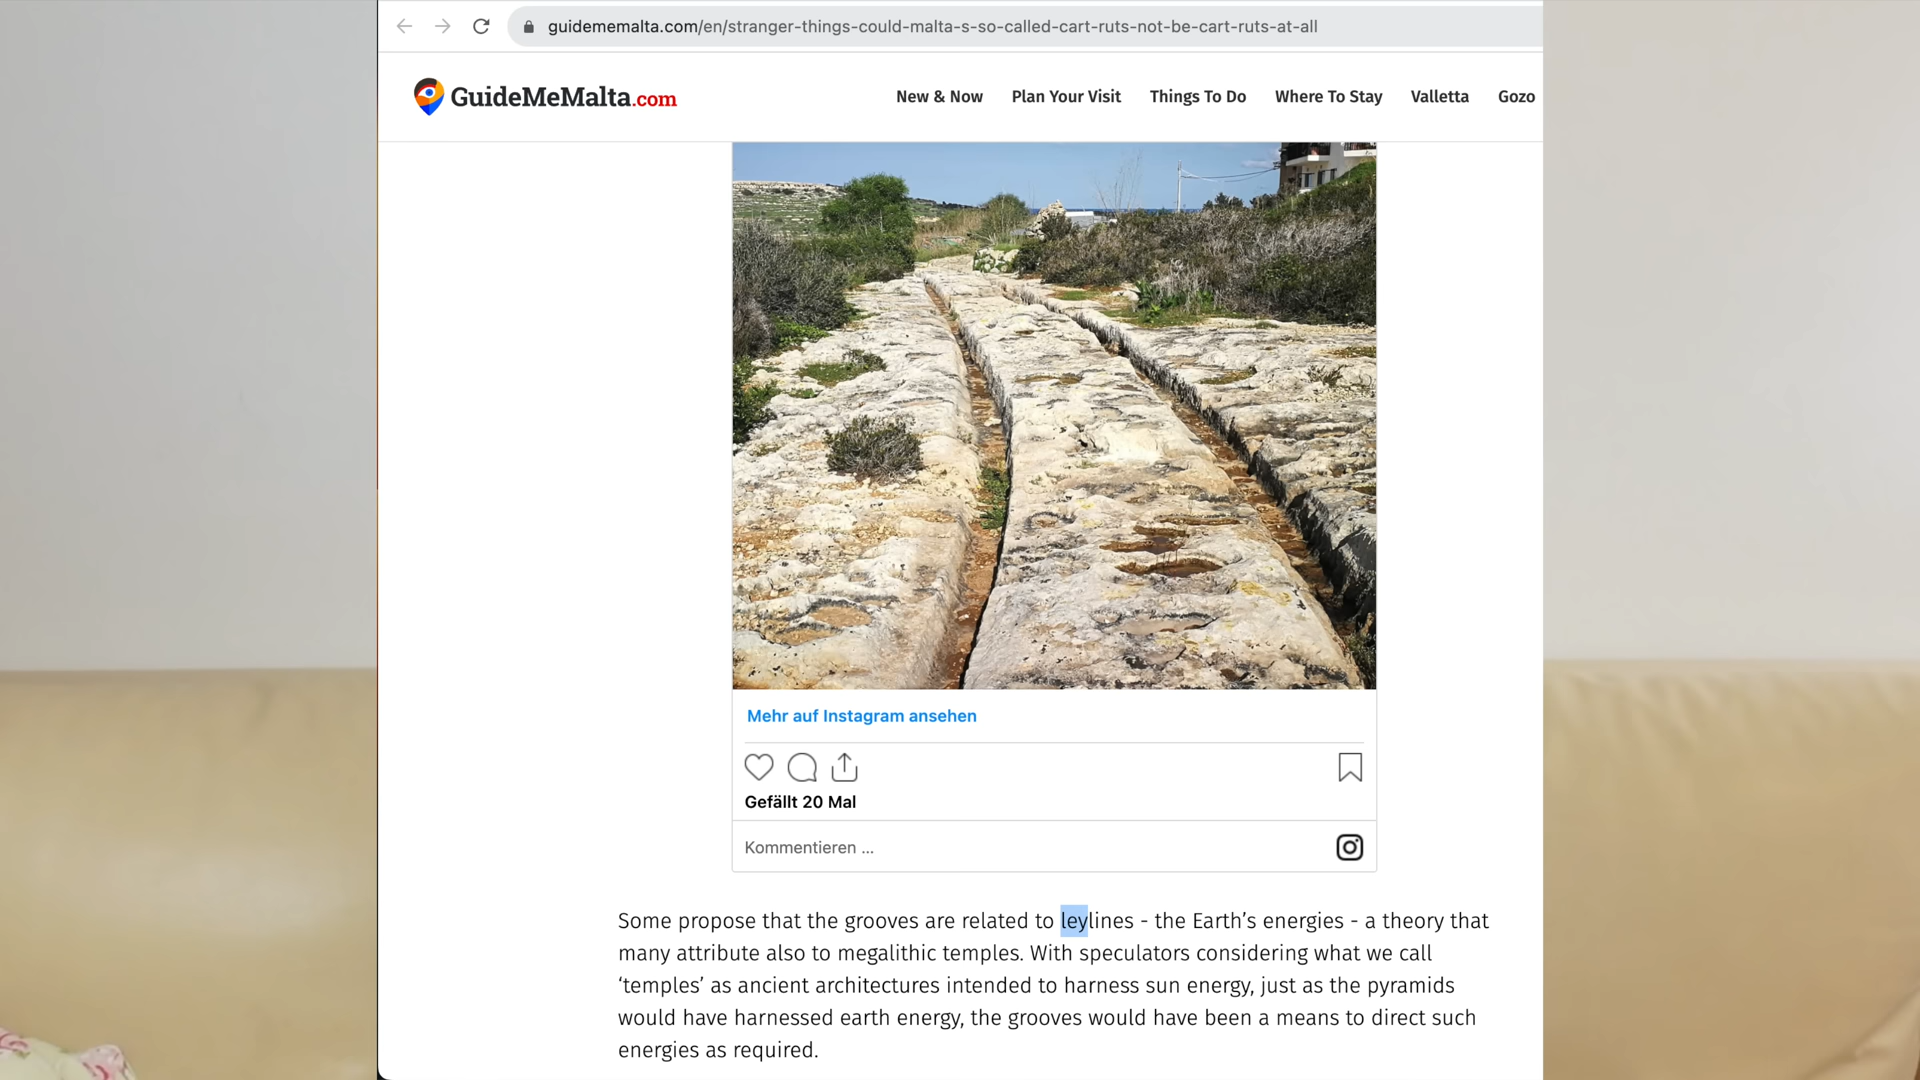 guidememalta.com/en/stranger-things-could-malta-s-so-called-cart-ruts-not-be-cart-ruts-at-all
GuideMeMalta.com
New & Now Plan Your Visit Things To Do Where To Stay Valletta Gozo
Mehr auf Instagram ansehen
Gefällt 20 Mal
Kommentieren ...
Some propose that the grooves are related to leylines - the Earth’s energies - a theory that
many attribute also to megalithic temples. With speculators considering what we call
‘temples’ as ancient architectures intended to harness sun energy, just as the pyramids
would have harnessed earth energy, the grooves would have been a means to direct such
energies as required.